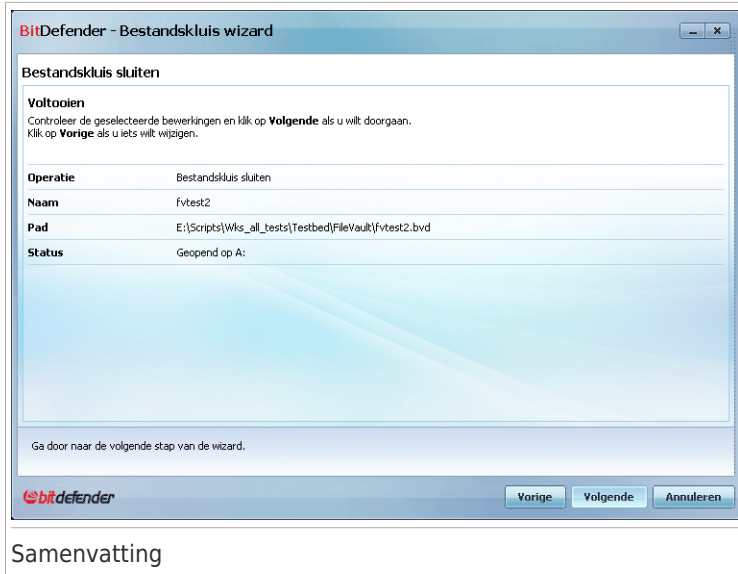 BitDefender - Bestandskluis wizard
Bestandskluis sluiten
Voltooien
Controleer de geselecteerde bewerkingen en klik op Volgende als u wilt doorgaan.
Klik op Vorige als u iets wilt wijzigen.
Operatie Bestandskluis sluiten
Naam fvtest2
Pad E:\Scripts\Wks_all_tests\Testbed\FileVault\fvtest2.bvd
Status Geopend op A:
Ga door naar de volgende stap van de wizard.
bitdefender
Vorige Volgende Annuleren
Samenvatting